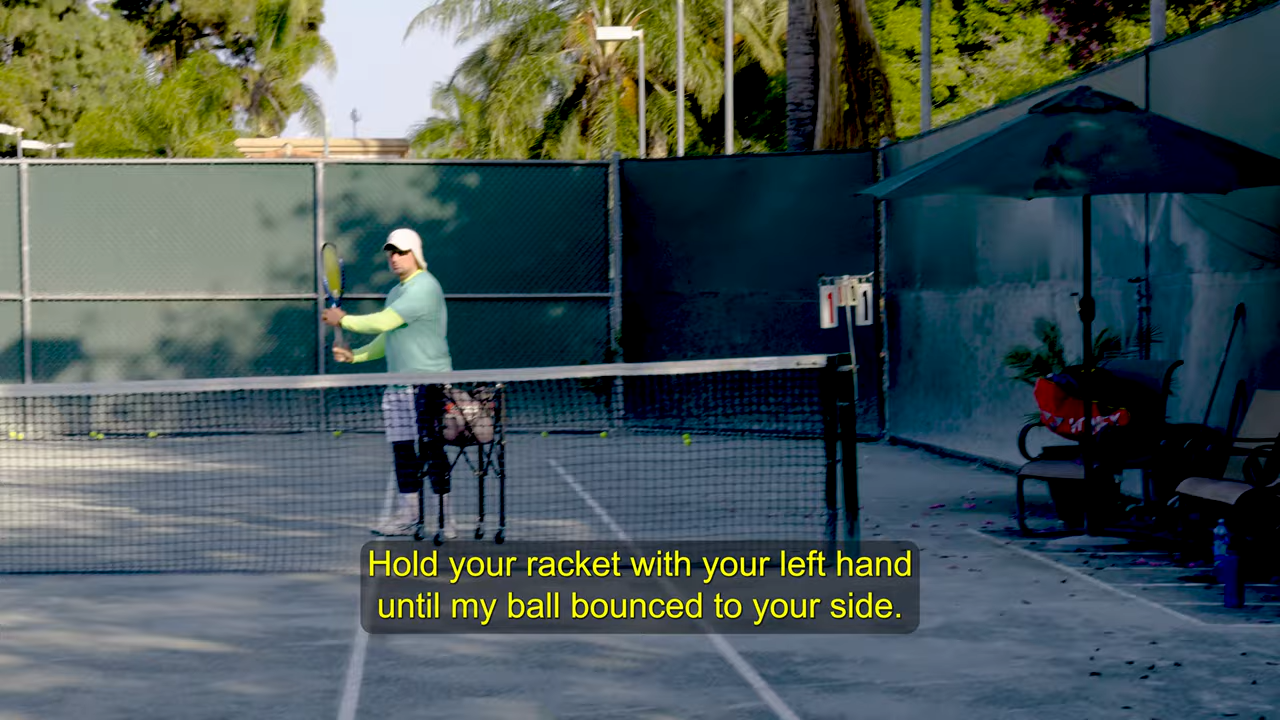 1 1
Hold your racket with your left hand
until my ball bounced to your side.